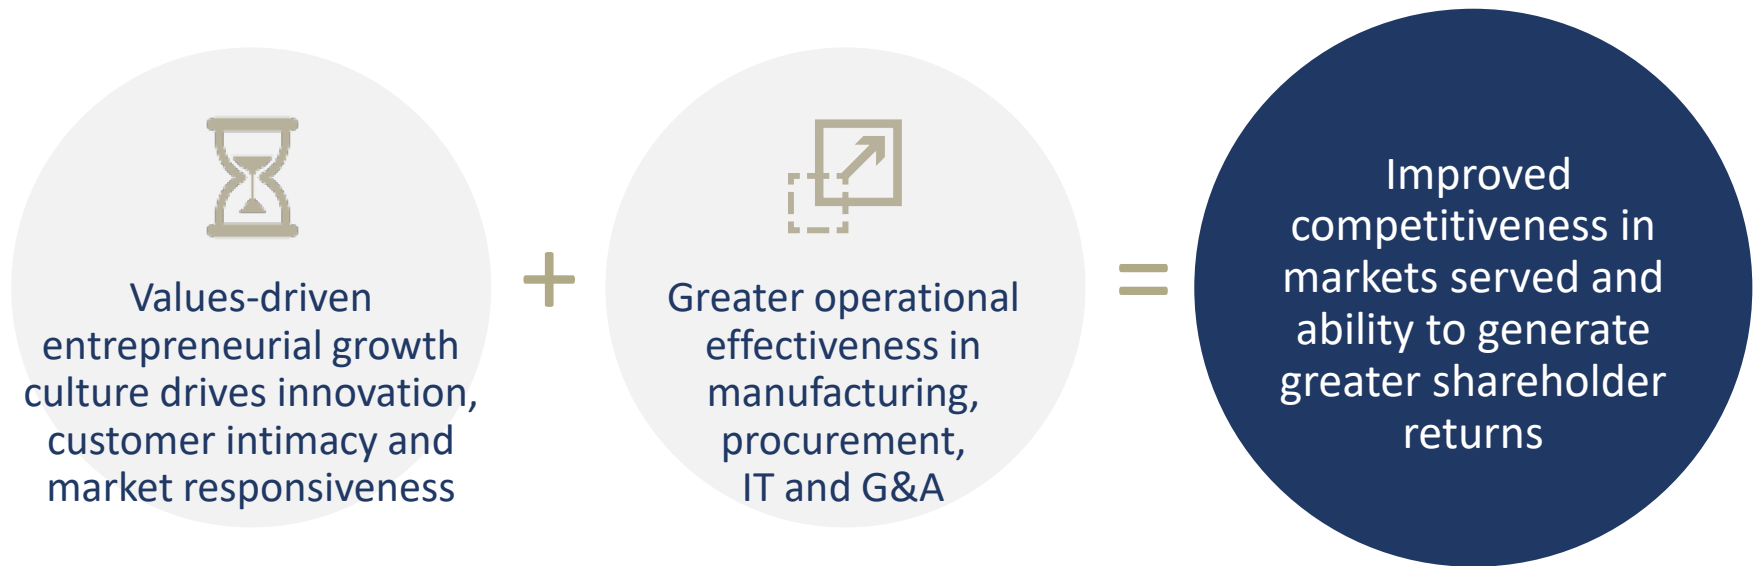 Values-driven
entrepreneurial growth
culture drives innovation,
customer intimacy and
market responsiveness
+
Greater operational
effectiveness in
manufacturing,
procurement,
IT and G&A
=
Improved
competitiveness in
markets served and
ability to generate
greater shareholder
returns